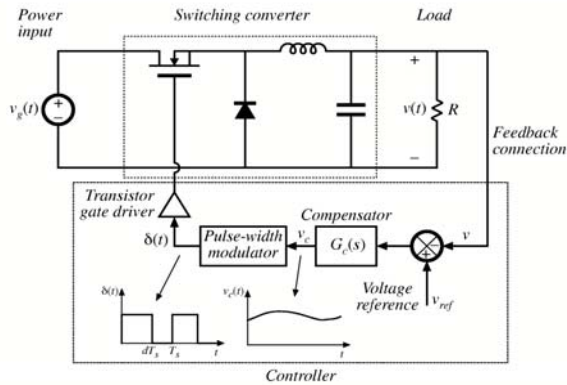 Power
input
Switching converter
Load
+
–
v_g(t)
+
v(t)
–
R
Feedback
connection
Transistor
gate driver
δ(t)
Pulse-width
modulator
v_c
Compensator
G_c(s)
–
+
v
Voltage
reference
v_ref
δ(t)
dT_s
T_s
t
v_c(t)
t
Controller